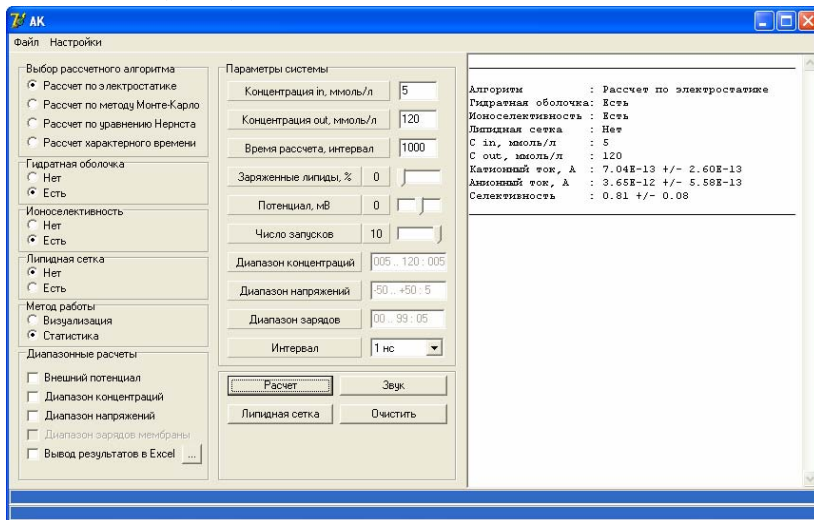 AK
Файл Настройки
Выбор рассчетного алгоритма
Рассчет по электростатике
Рассчет по методу Монте-Карло
Рассчет по уравнению Нернста
Рассчет характерного времени
Гидратная оболочка
Нет
Есть
Ионоселективность
Нет
Есть
Липидная сетка
Нет
Есть
Метод работы
Визуализация
Статистика
Диапазонные расчеты
Внешний потенциал
Диапазон концентраций
Диапазон напряжений
Диапазон зарядов мембраны
Вывод результатов в Excel ...
Параметры системы
Концентрация in, ммоль/л 5
Концентрация out, ммоль/л 120
Время рассчета, интервал 1000
Заряженные липиды, % 0
Потенциал, мВ 0
Число запусков 10
Диапазон концентраций 005 .. 120 : 005
Диапазон напряжений -50 .. +50 : 5
Диапазон зарядов 00 .. 99 : 05
Интервал 1 нс
Расчет Звук
Липидная сетка Очистить
Алгоритм : Рассчет по электростатике
Гидратная оболочка: Есть
Ионоселективность : Есть
Липидная сетка : Нет
C in, ммоль/л : 5
C out, ммоль/л : 120
Катионный ток, А : 7.04E-13 +/- 2.60E-13
Анионный ток, А : 3.65E-12 +/- 5.58E-13
Селективность : 0.81 +/- 0.08